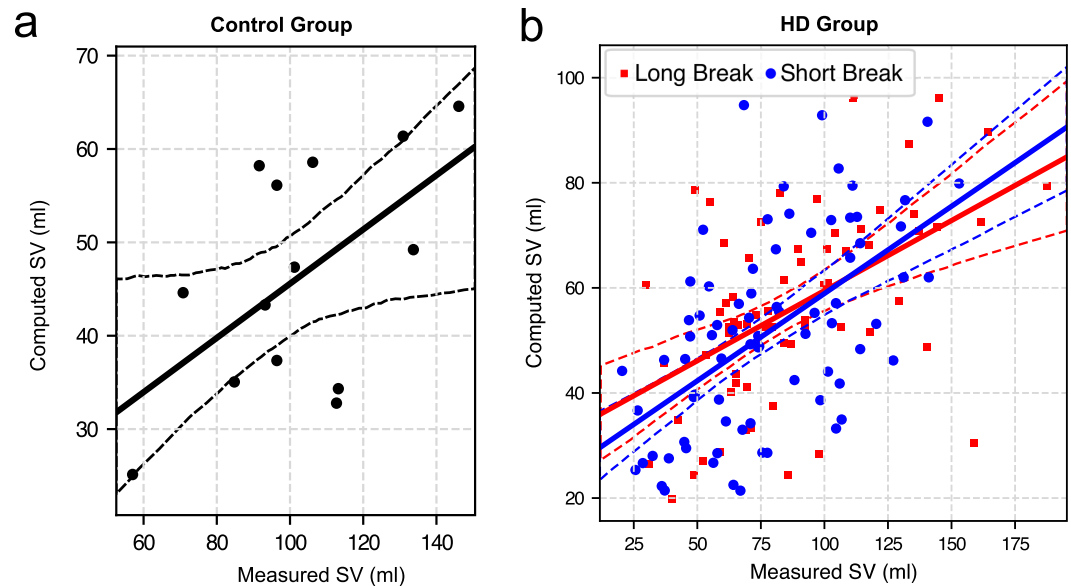 a
Control Group
70
60
50
40
30
60 80 100 120 140
Computed SV (ml)
Measured SV (ml)
b
HD Group
Long Break Short Break
100
80
60
40
20
25 50 75 100 125 150 175
Computed SV (ml)
Measured SV (ml)